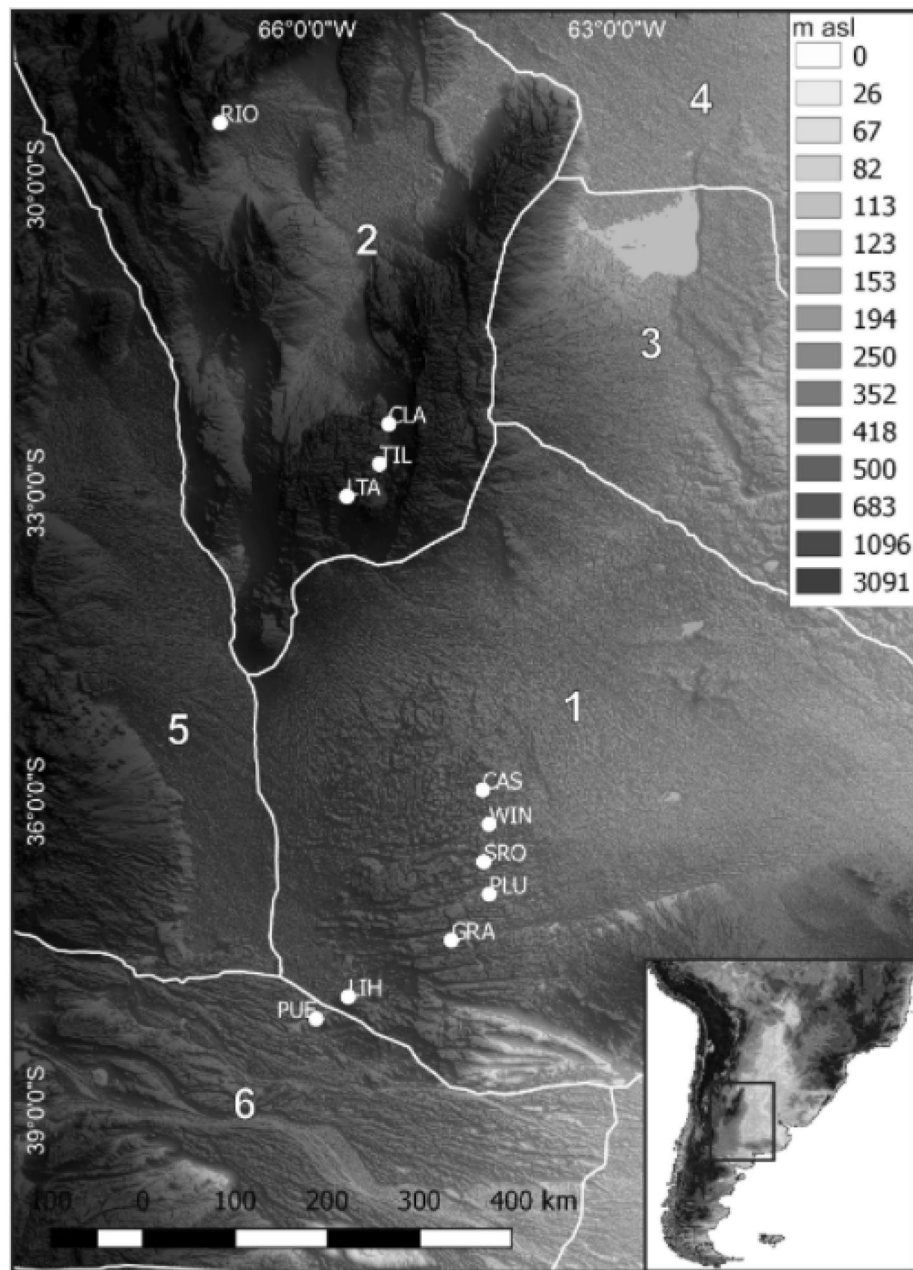 66°0'0"W
63°0'0"W
m asl
0
26
67
82
113
123
153
194
250
352
418
500
683
1096
3091
4
RIO
30°0'0"S
2
3
CLA
TIL
LTA
33°0'0"S
1
5
CAS
36°0'0"S
WIN
SRO
PLU
GRA
LIH
PUE
39°0'0"S
6
100 0 100 200 300 400 km